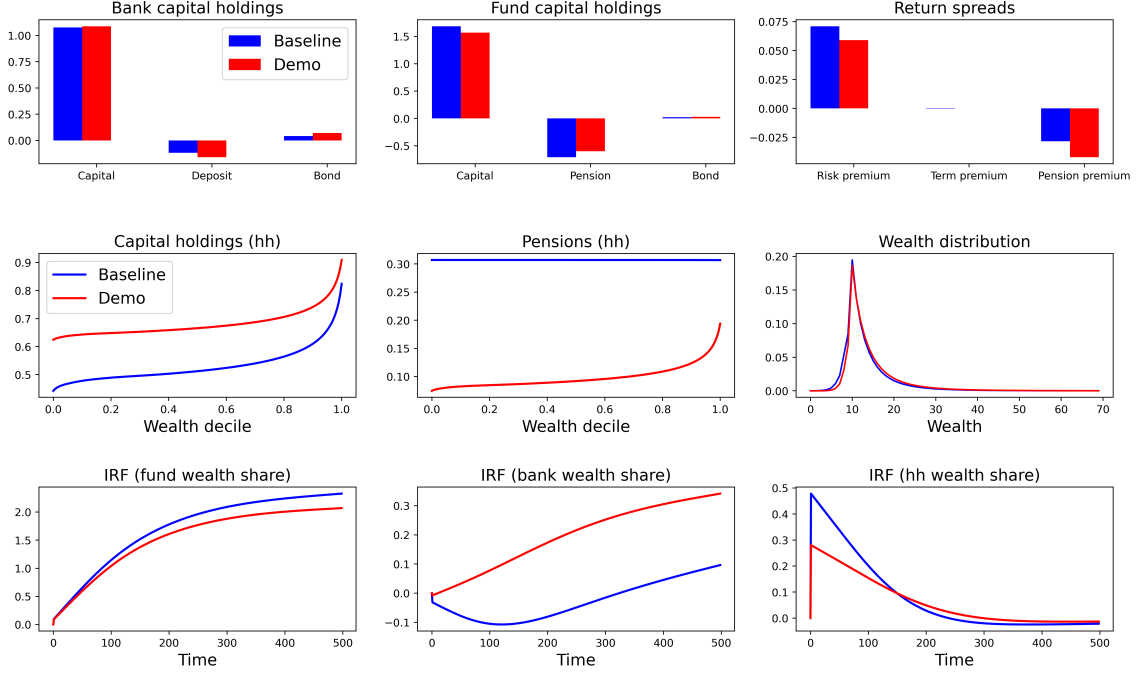 Bank capital holdings
1.00
0.75
0.50
0.25
0.00
Baseline
Demo
Capital
Deposit
Bond
Fund capital holdings
1.5
1.0
0.5
0.0
−0.5
Capital
Pension
Bond
Return spreads
0.075
0.050
0.025
0.000
−0.025
Risk premium
Term premium
Pension premium
Capital holdings (hh)
0.9
0.8
0.7
0.6
0.5
Baseline
Demo
0.0 0.2 0.4 0.6 0.8 1.0
Wealth decile
Pensions (hh)
0.30
0.25
0.20
0.15
0.10
0.0 0.2 0.4 0.6 0.8 1.0
Wealth decile
Wealth distribution
0.20
0.15
0.10
0.05
0.00
0 10 20 30 40 50 60 70
Wealth
IRF (fund wealth share)
2.0
1.5
1.0
0.5
0.0
0 100 200 300 400 500
Time
IRF (bank wealth share)
0.3
0.2
0.1
0.0
−0.1
0 100 200 300 400 500
Time
IRF (hh wealth share)
0.5
0.4
0.3
0.2
0.1
0.0
0 100 200 300 400 500
Time